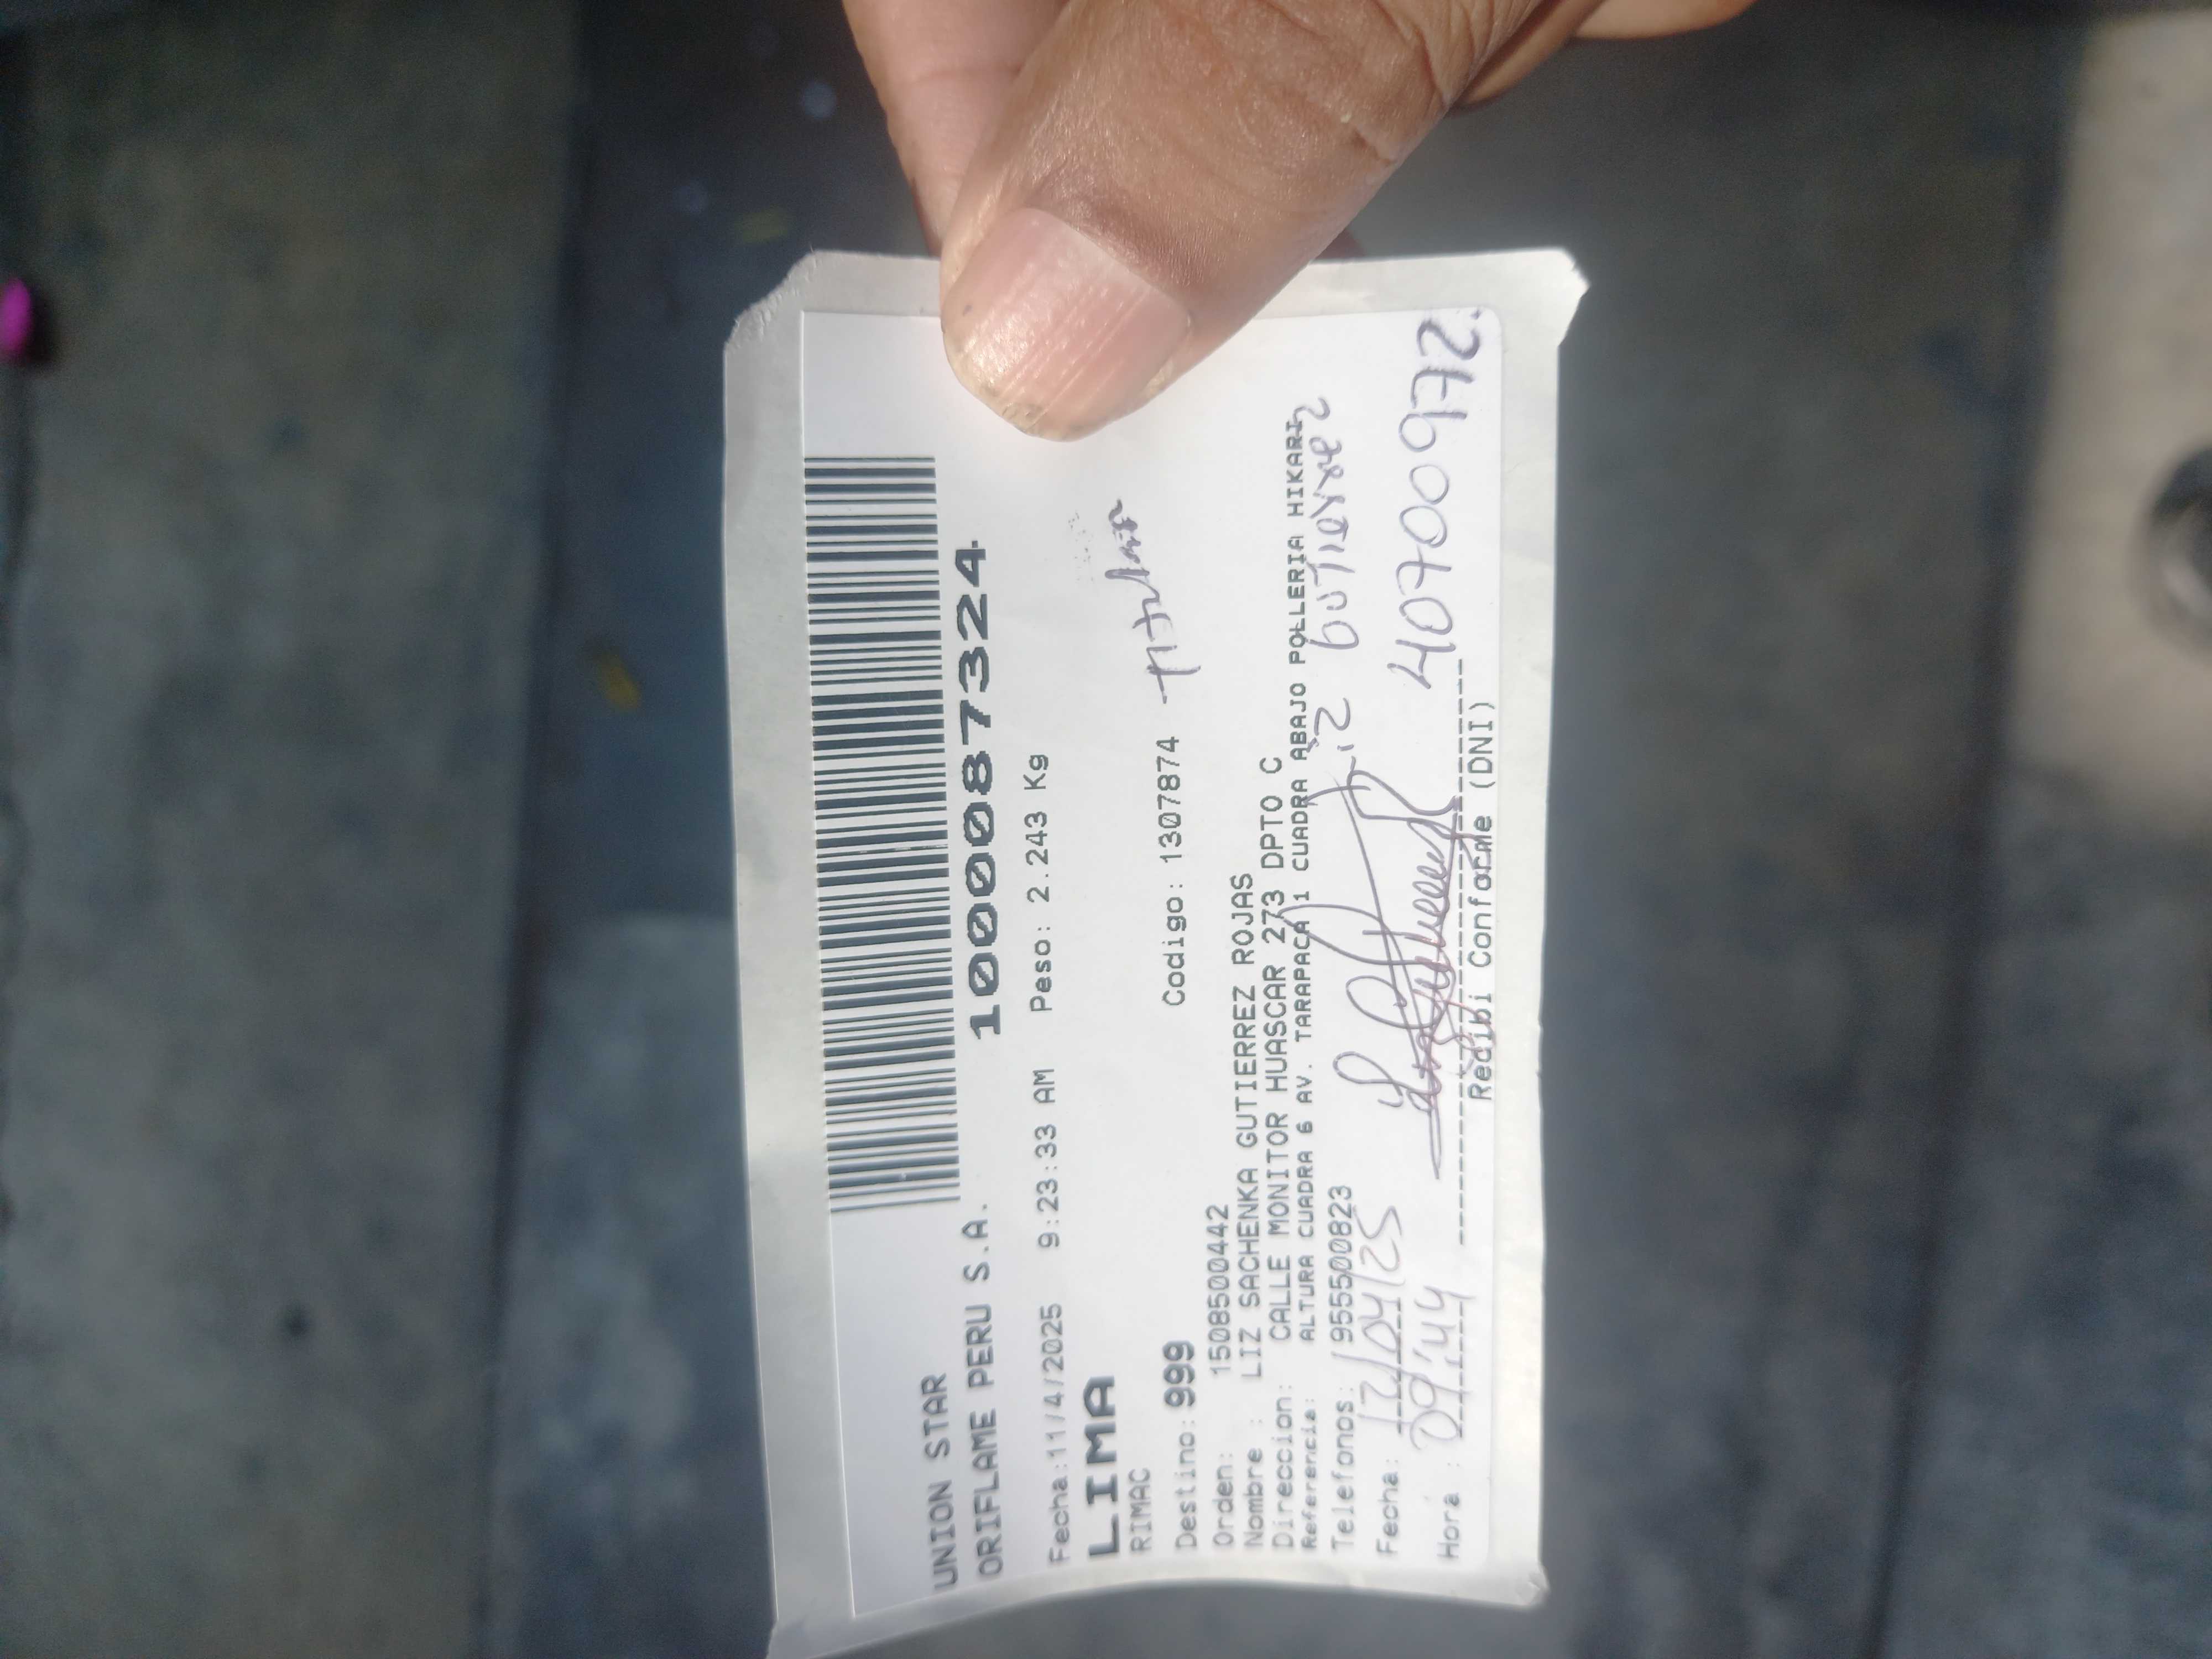 UNION STAR
ORIFLAME PERU S.A. 1000087324
Fecha:11/4/2025 9:23:33 AM Peso: 2.243 Kg
LIMA
RIMAC
Destino: 999 Codigo: 1307874 Titular
Orden: 1508500442
Nombre : LIZ SACHENKA GUTIERREZ ROJAS
Direccion: CALLE MONITOR HUASCAR 273 DPTO C
Referencia: ALTURA CUADRA 6 AV. TARAPACA 1 CUADRA ABAJO POLLERIA HIKARI
Telefonos: 955500823 Liz Gutierrez
Fecha: 12/04/25
Hora : 09:44 40700972
Recibi Conforme (DNI)